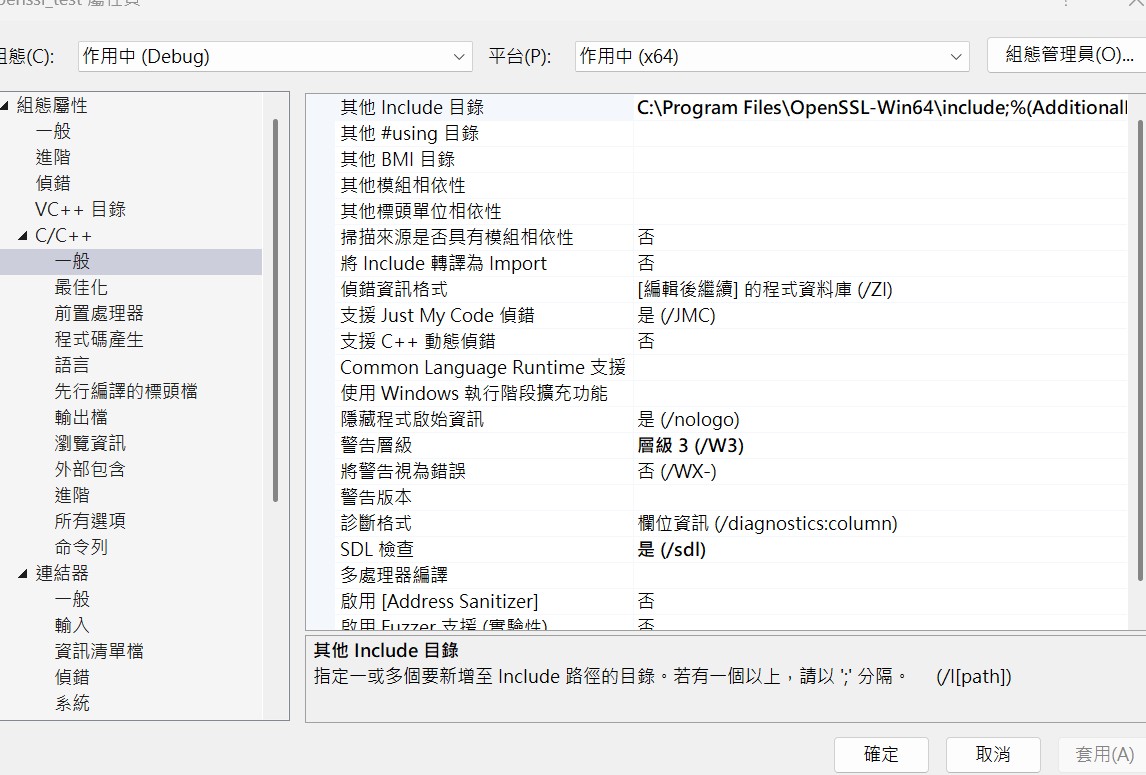 openssl_test 屬性頁
組態(C): 作用中 (Debug) 平台(P): 作用中 (x64) 組態管理員(O)...
組態屬性
一般
進階
偵錯
VC++ 目錄
C/C++
一般
最佳化
前置處理器
程式碼產生
語言
先行編譯的標頭檔
輸出檔
瀏覽資訊
外部包含
進階
所有選項
命令列
連結器
一般
輸入
資訊清單檔
偵錯
系統
其他 Include 目錄 C:\Program Files\OpenSSL-Win64\include;%(Additionall
其他 #using 目錄
其他 BMI 目錄
其他模組相依性
其他標頭單位相依性
掃描來源是否具有模組相依性 否
將 Include 轉譯為 Import 否
偵錯資訊格式 [編輯後繼續] 的程式資料庫 (/ZI)
支援 Just My Code 偵錯 是 (/JMC)
支援 C++ 動態偵錯 否
Common Language Runtime 支援
使用 Windows 執行階段擴充功能
隱藏程式啟始資訊 是 (/nologo)
警告層級 層級 3 (/W3)
將警告視為錯誤 否 (/WX-)
警告版本
診斷格式 欄位資訊 (/diagnostics:column)
SDL 檢查 是 (/sdl)
多處理器編譯
啟用 [Address Sanitizer] 否
啟用 Fuzzer 支援 (實驗性) 否
其他 Include 目錄
指定一或多個要新增至 Include 路徑的目錄。若有一個以上，請以 ';' 分隔。 (/I[path])
確定 取消 套用(A)